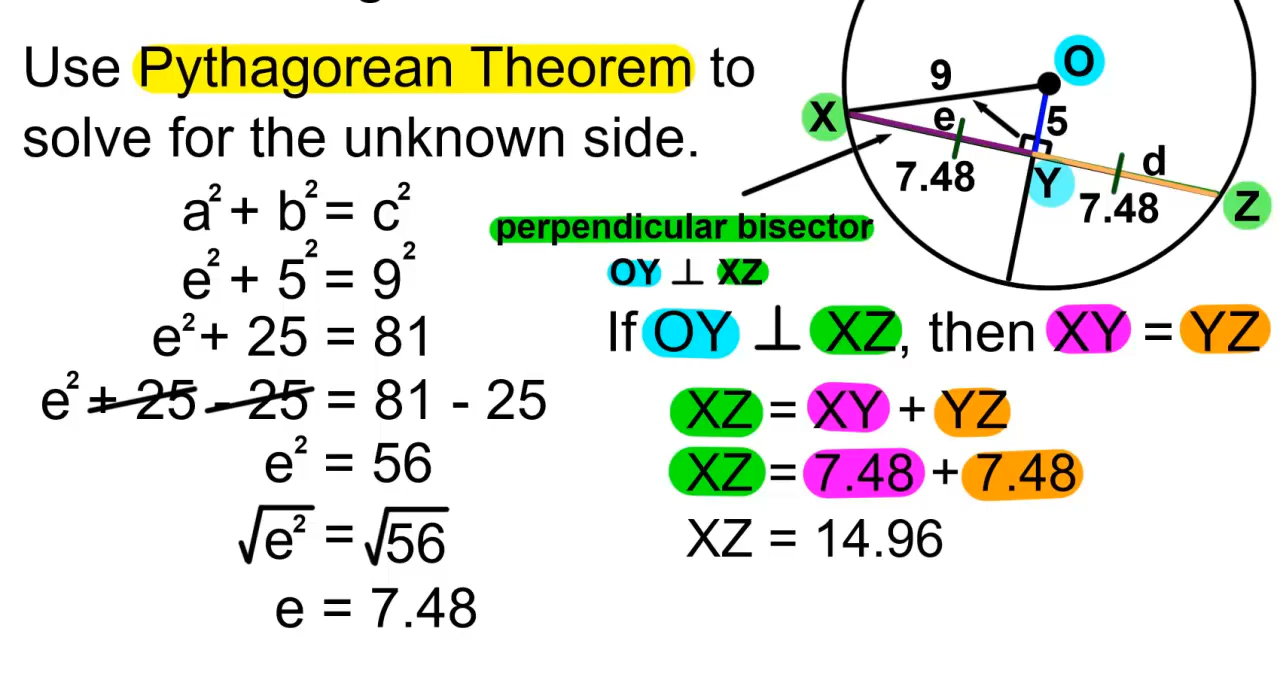 Use Pythagorean Theorem to
solve for the unknown side.
a² + b² = c²
e² + 5² = 9²
e² + 25 = 81
e² + 25 - 25 = 81 - 25
e² = 56
√e² = √56
e = 7.48
O
9
X
e
5
7.48
Y
d
7.48
Z
perpendicular bisector
OY ⊥ XZ
If OY ⊥ XZ, then XY = YZ
XZ = XY + YZ
XZ = 7.48 + 7.48
XZ = 14.96